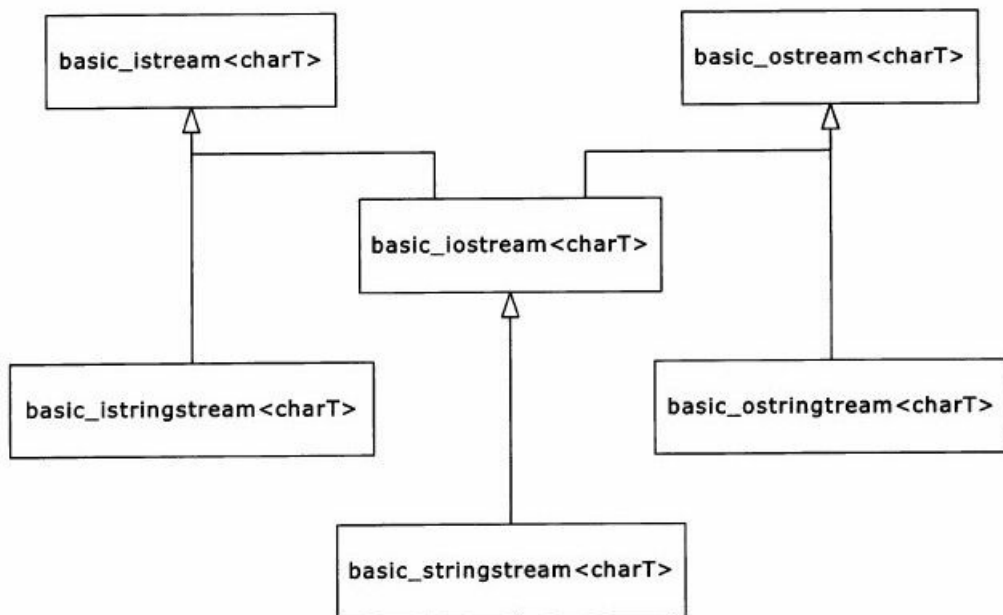 basic_istream<charT>
basic_ostream<charT>
basic_iostream<charT>
basic_istringstream<charT>
basic_ostringtream<charT>
basic_stringstream<charT>